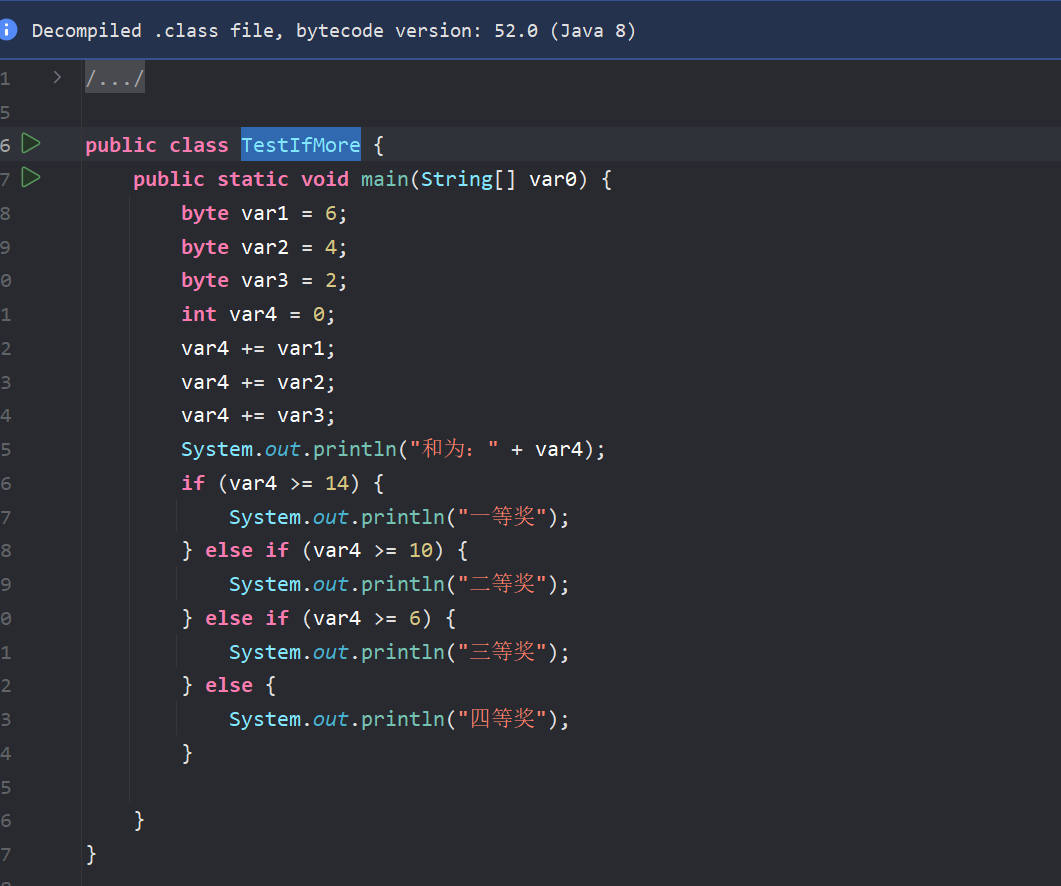 Decompiled .class file, bytecode version: 52.0 (Java 8)
1 /.../
5
6 public class TestIfMore {
7 public static void main(String[] var0) {
8 byte var1 = 6;
9 byte var2 = 4;
0 byte var3 = 2;
1 int var4 = 0;
2 var4 += var1;
3 var4 += var2;
4 var4 += var3;
5 System.out.println("和为：" + var4);
6 if (var4 >= 14) {
7 System.out.println("一等奖");
8 } else if (var4 >= 10) {
9 System.out.println("二等奖");
0 } else if (var4 >= 6) {
1 System.out.println("三等奖");
2 } else {
3 System.out.println("四等奖");
4 }
5
6 }
7 }